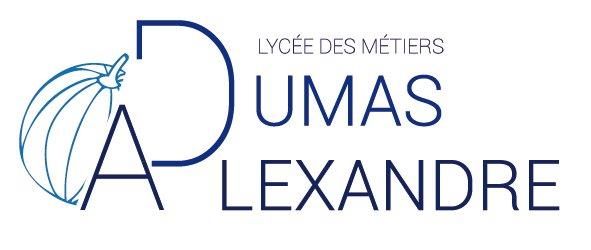 LYCÉE DES MÉTIERS
DUMAS
ALEXANDRE